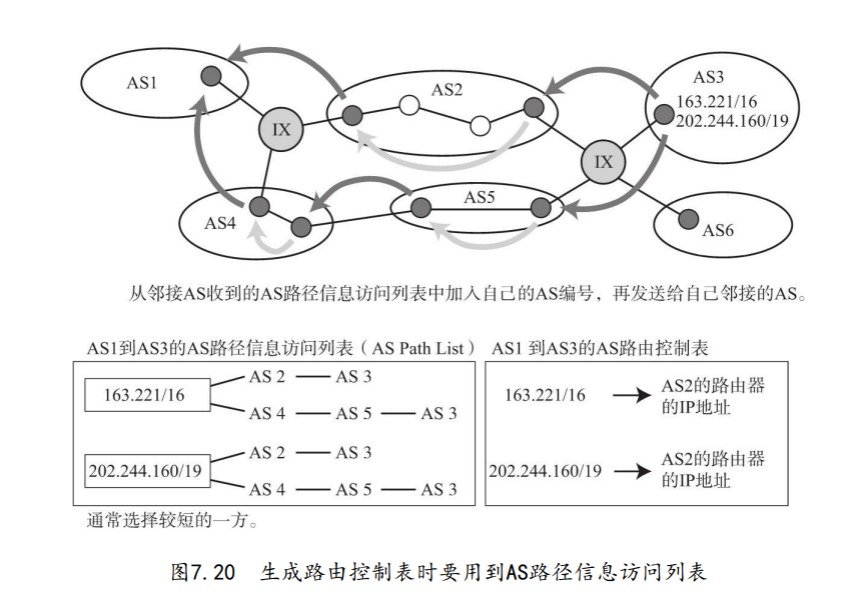 AS1
AS2
AS3
163.221/16
202.244.160/19
IX
IX
AS4
AS5
AS6
从邻接AS收到的AS路径信息访问列表中加入自己的AS编号，再发送给自己邻接的AS。
AS1到AS3的AS路径信息访问列表（AS Path List）
163.221/16
AS 2 AS 3
AS 4 AS 5 AS 3
202.244.160/19
AS 2 AS 3
AS 4 AS 5 AS 3
通常选择较短的一方。
AS1 到AS3的AS路由控制表
163.221/16
AS2的路由器
的IP地址
202.244.160/19
AS2的路由器
的IP地址
图7.20 生成路由控制表时要用到AS路径信息访问列表